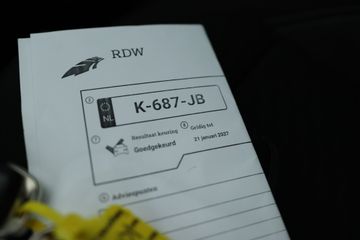 RDW
K-687-JB
NL
Resultaat keuring
Goedgekeurd
Geldig tot
21 januari 2027
Adviespunten